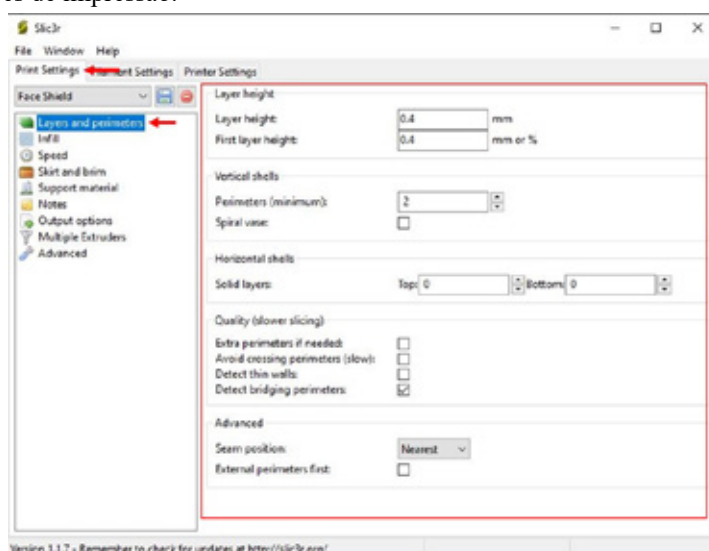 de impressão.
Slic3r
File Window Help
Print Settings Filament Settings Printer Settings
Face Shield
Layers and perimeters
Infill
Speed
Skirt and brim
Support material
Notes
Output options
Multiple Extruders
Advanced
Layer height
Layer height: 0.4 mm
First layer height: 0.4 mm or %
Vertical shells
Perimeters (minimum): 2
Spiral vase:
Horizontal shells
Solid layers: Top: 0 Bottom: 0
Quality (slower slicing)
Extra perimeters if needed:
Avoid crossing perimeters (slow):
Detect thin walls:
Detect bridging perimeters:
Advanced
Seam position: Nearest
External perimeters first:
Version 1.1.7 - Remember to check for updates at http://slic3r.org/